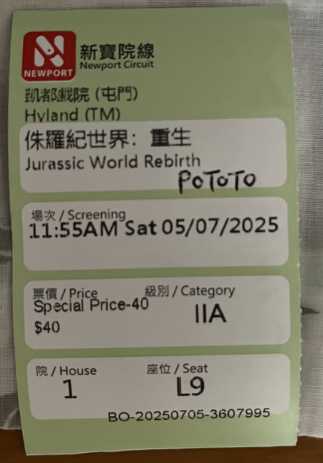 NEWPORT
新寶院線
Newport Circuit
凱都戲院 (屯門)
Hyland (TM)
侏羅紀世界: 重生
Jurassic World Rebirth
POTOTO
場次 / Screening
11:55AM Sat 05/07/2025
票價 / Price 級別 / Category
Special Price-40 IIA
$40
院 / House 座位 / Seat
1 L9
BO-20250705-3607995